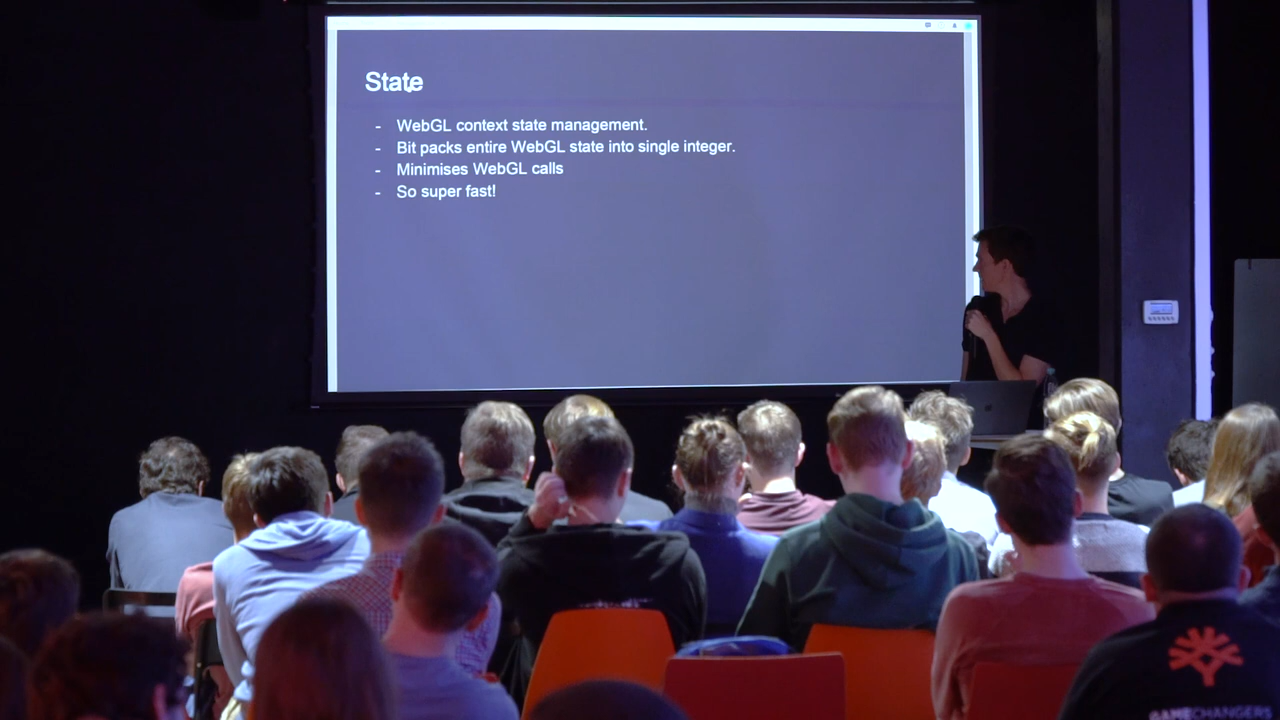 State
- WebGL context state management.
- Bit packs entire WebGL state into single integer.
- Minimises WebGL calls
- So super fast!
GAMECHANGERS